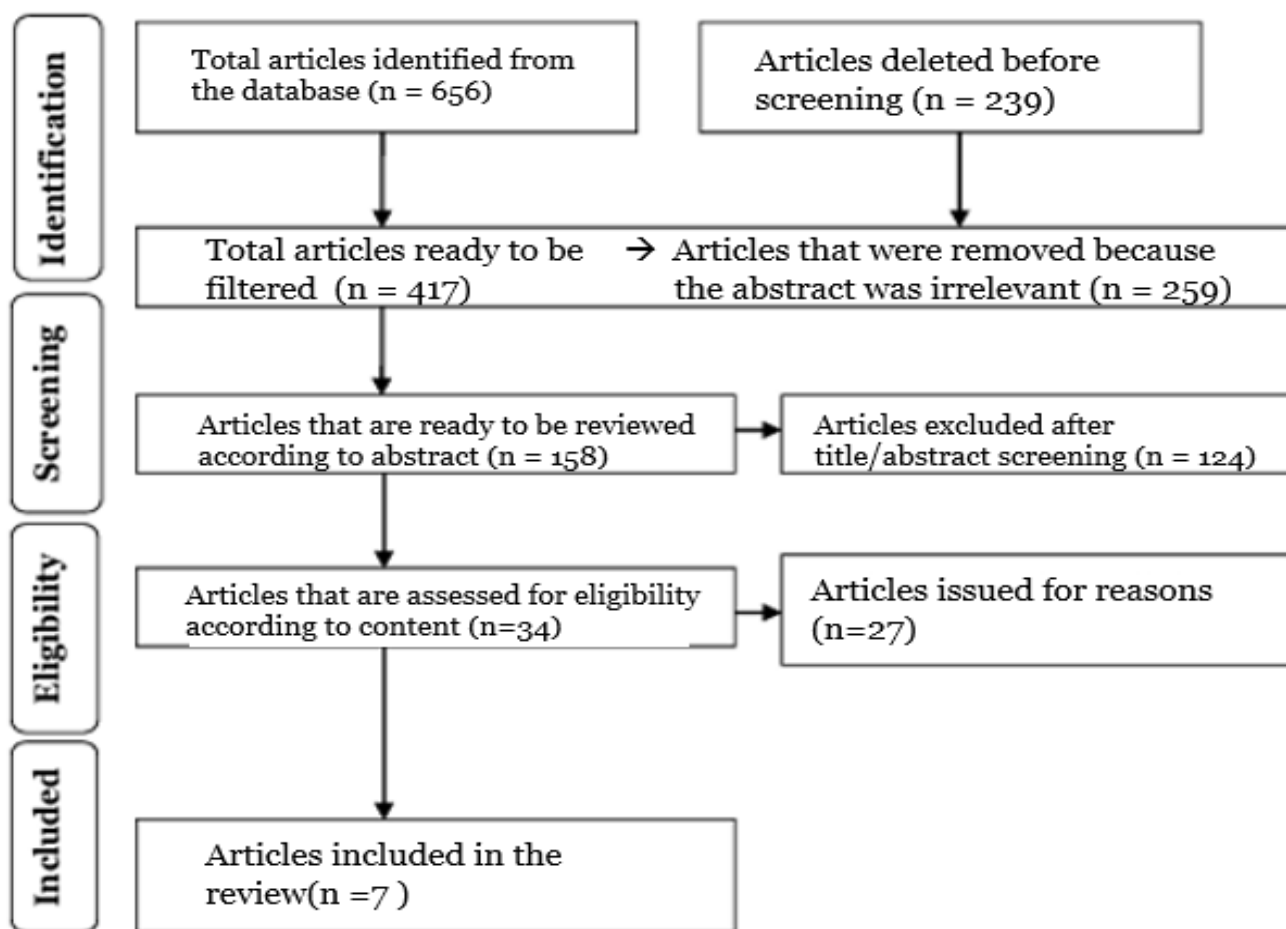 Identification
Total articles identified from
the database (n = 656)
Articles deleted before
screening (n = 239)
Total articles ready to be
filtered (n = 417)
→ Articles that were removed because
the abstract was irrelevant (n = 259)
Screening
Articles that are ready to be reviewed
according to abstract (n = 158)
Articles excluded after
title/abstract screening (n = 124)
Eligibility
Articles that are assessed for eligibility
according to content (n=34)
Articles issued for reasons
(n=27)
Included
Articles included in the
review(n =7 )